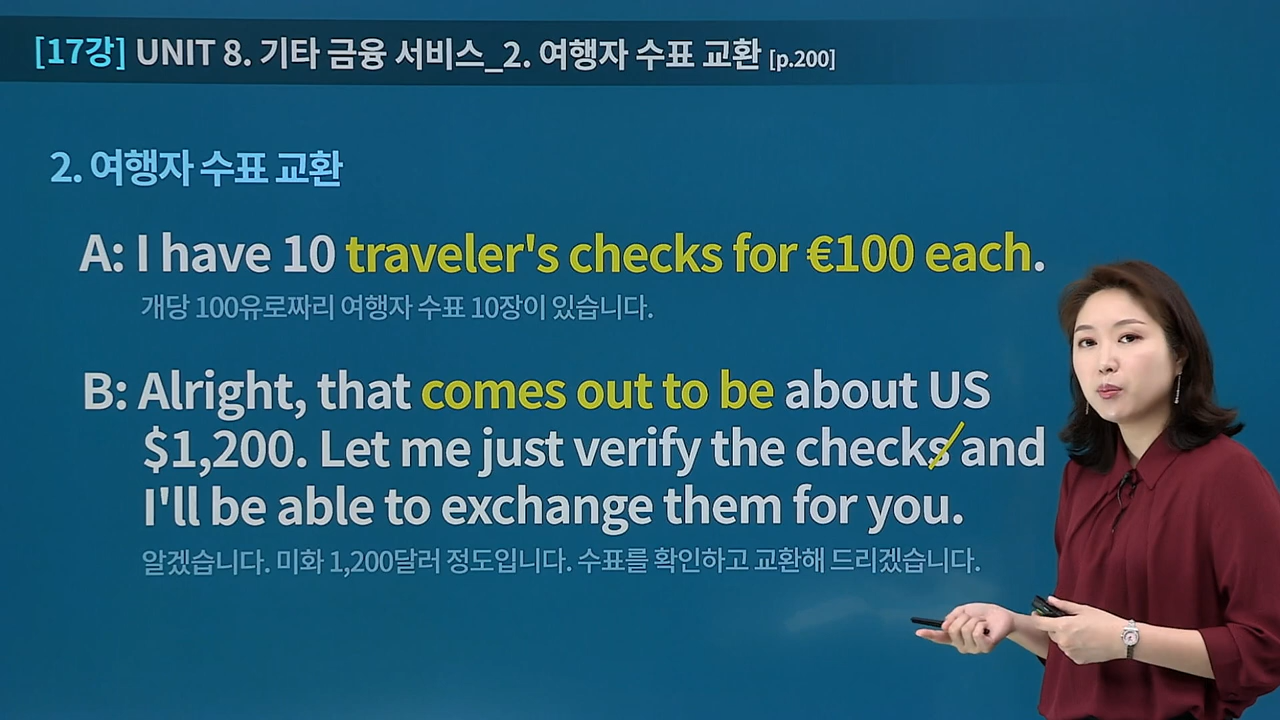 [17강] UNIT 8. 기타 금융 서비스_2. 여행자 수표 교환 [p.200]
2. 여행자 수표 교환
A: I have 10 traveler's checks for €100 each.
개당 100유로짜리 여행자 수표 10장이 있습니다.
B: Alright, that comes out to be about US
$1,200. Let me just verify the checks and
I'll be able to exchange them for you.
알겠습니다. 미화 1,200달러 정도입니다. 수표를 확인하고 교환해 드리겠습니다.